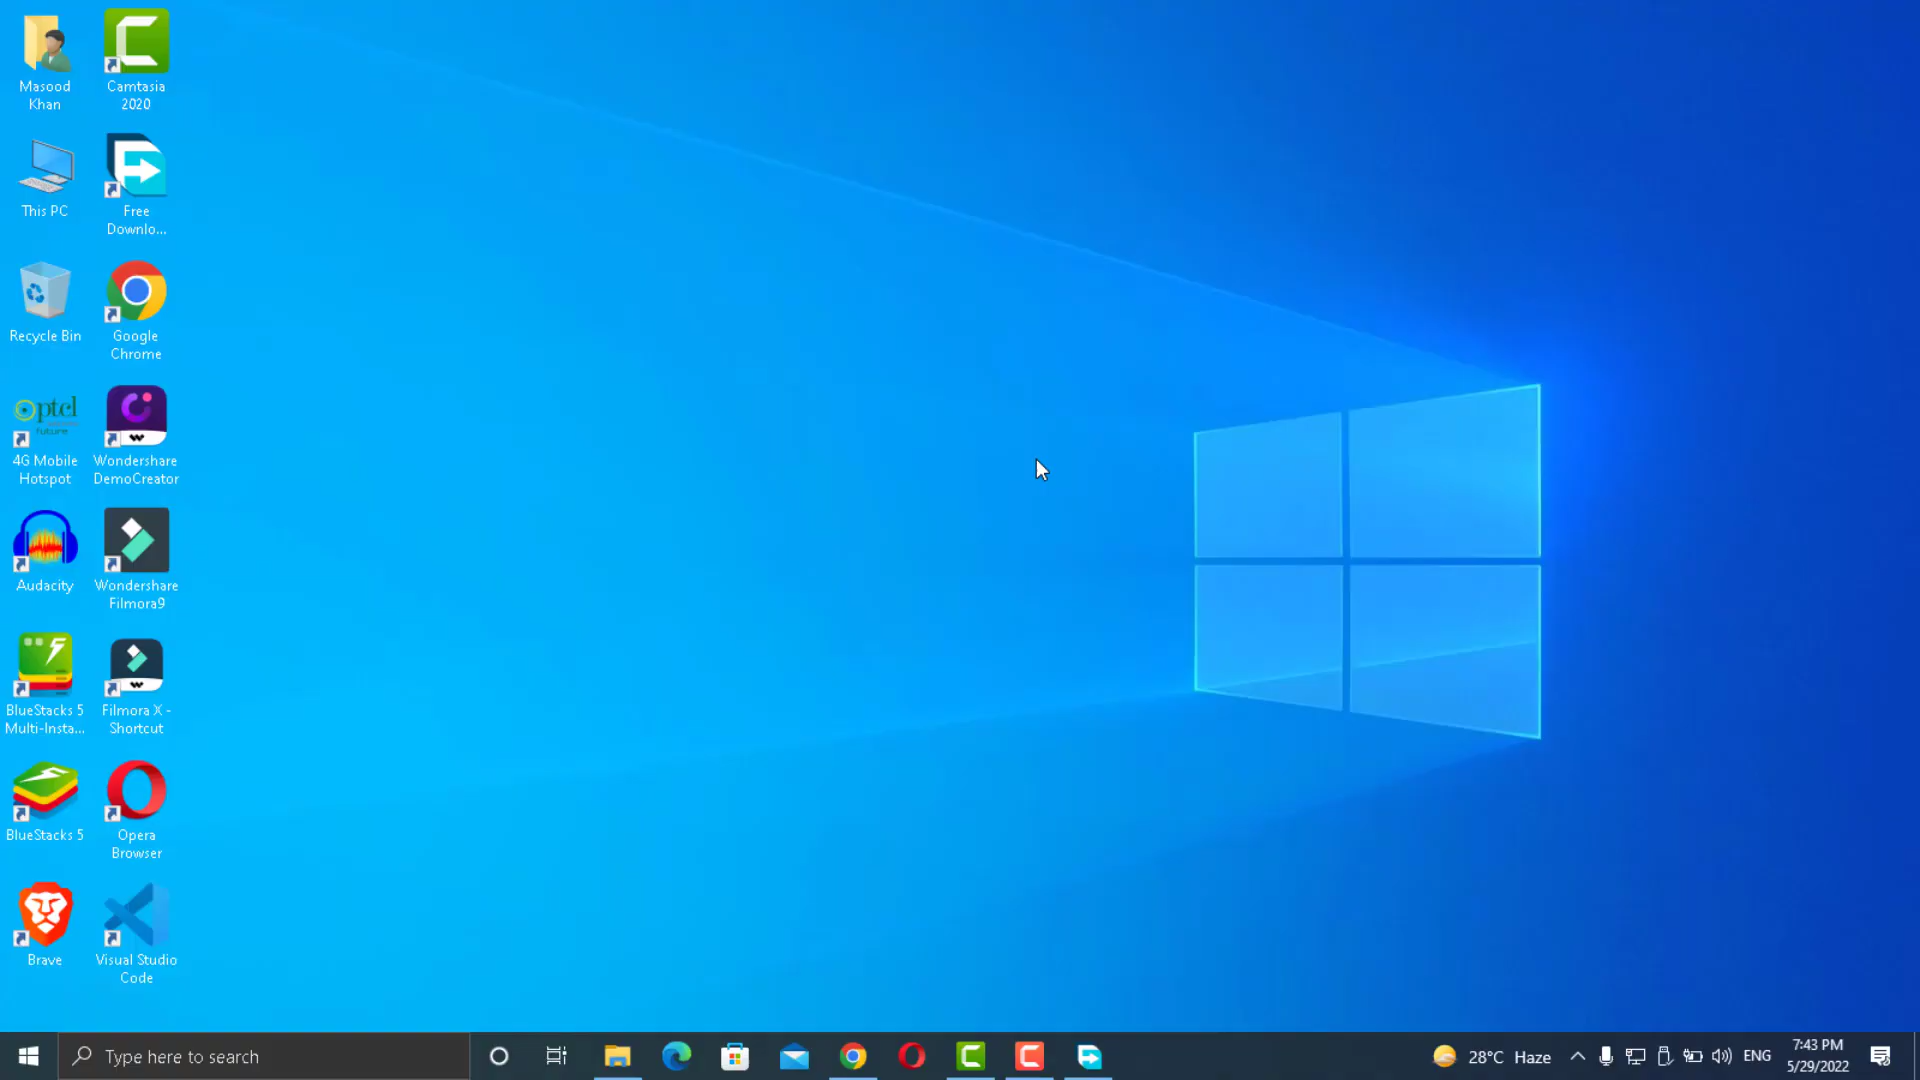 Masood
Khan
Camtasia
2020
This PC
Free
Downlo...
Recycle Bin
Google
Chrome
ptcl
future
4G Mobile
Hotspot
Wondershare
DemoCreator
Audacity
Wondershare
Filmora9
BlueStacks 5
Multi-Insta...
Filmora X -
Shortcut
BlueStacks 5
Opera
Browser
Brave
Visual Studio
Code
Type here to search
28°C Haze
ENG
7:43 PM
5/29/2022